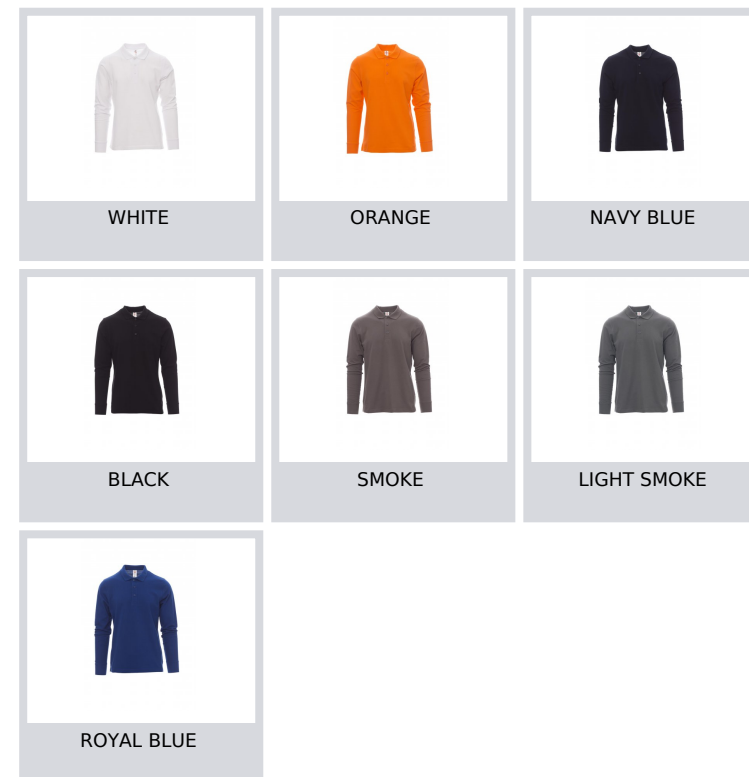 WHITE
ORANGE
NAVY BLUE
BLACK
SMOKE
LIGHT SMOKE
ROYAL BLUE